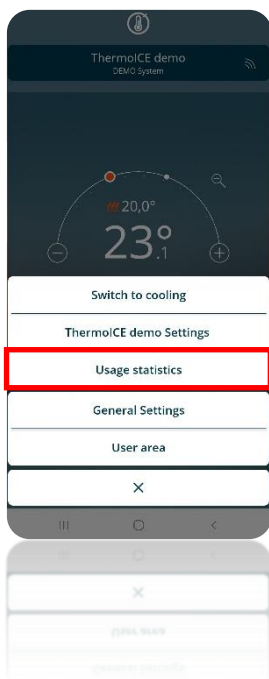 ThermoICE demo
DEMO System
20,0°
23°.1
Switch to cooling
ThermoICE demo Settings
Usage statistics
General Settings
User area